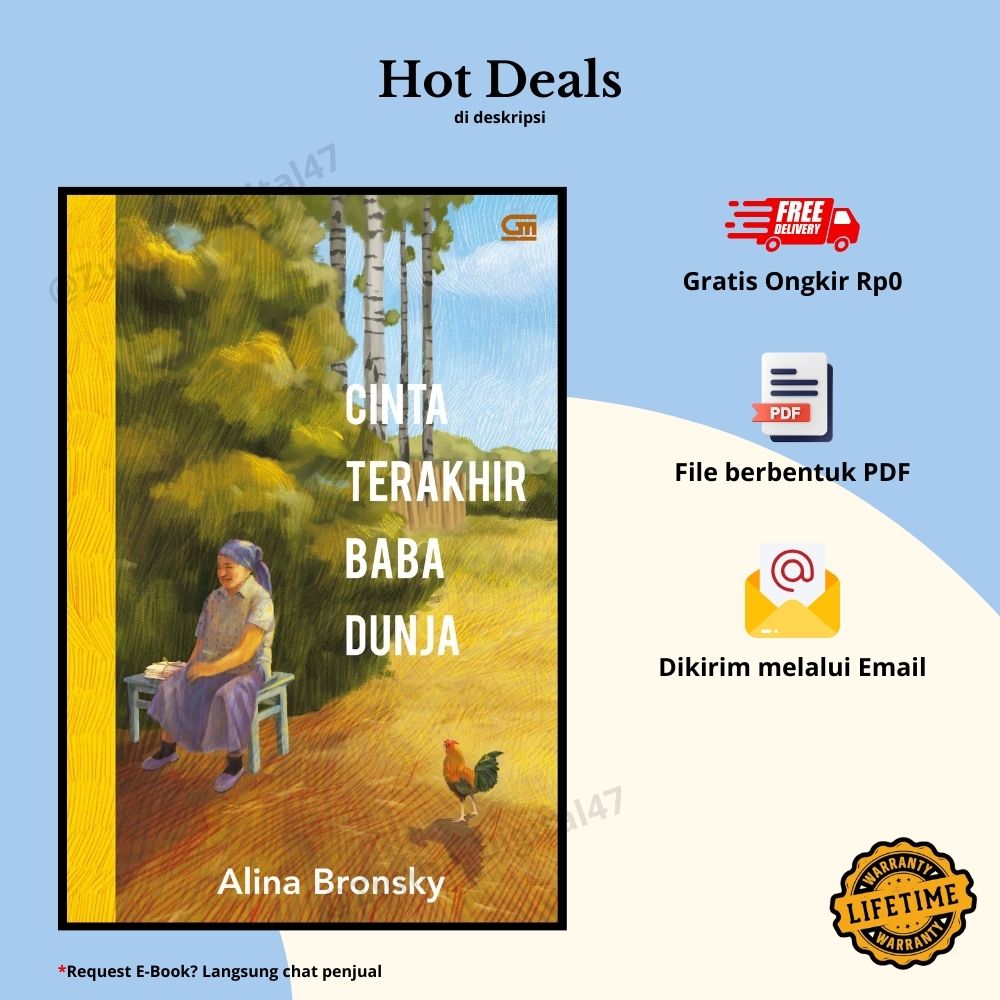 Hot Deals
di deskripsi
Gm
CINTA
TERAKHIR
BABA
DUNJA
Alina Bronsky
FREE
DELIVERY
Gratis Ongkir Rp0
PDF
File berbentuk PDF
@
Dikirim melalui Email
WARRANTY
LIFETIME
WARRANTY
*Request E-Book? Langsung chat penjual